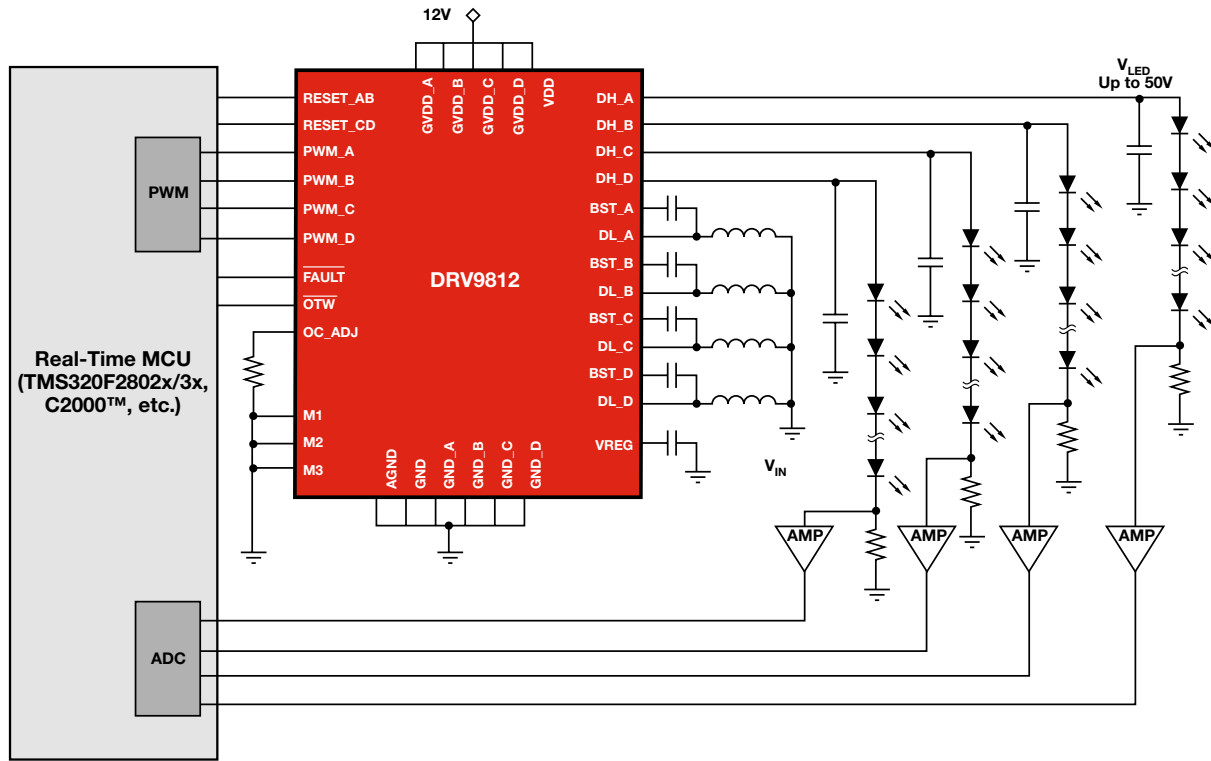 12V
GVDD_A
GVDD_B
GVDD_C
GVDD_D
VDD
RESET_AB
RESET_CD
PWM_A
PWM_B
PWM_C
PWM_D
FAULT
OTW
OC_ADJ
M1
M2
M3
DRV9812
DH_A
DH_B
DH_C
DH_D
BST_A
DL_A
BST_B
DL_B
BST_C
DL_C
BST_D
DL_D
VREG
AGND
GND
GND_A
GND_B
GND_C
GND_D
PWM
Real-Time MCU
(TMS320F2802x/3x,
C2000™, etc.)
ADC
VIN
VLED
Up to 50V
AMP
AMP
AMP
AMP